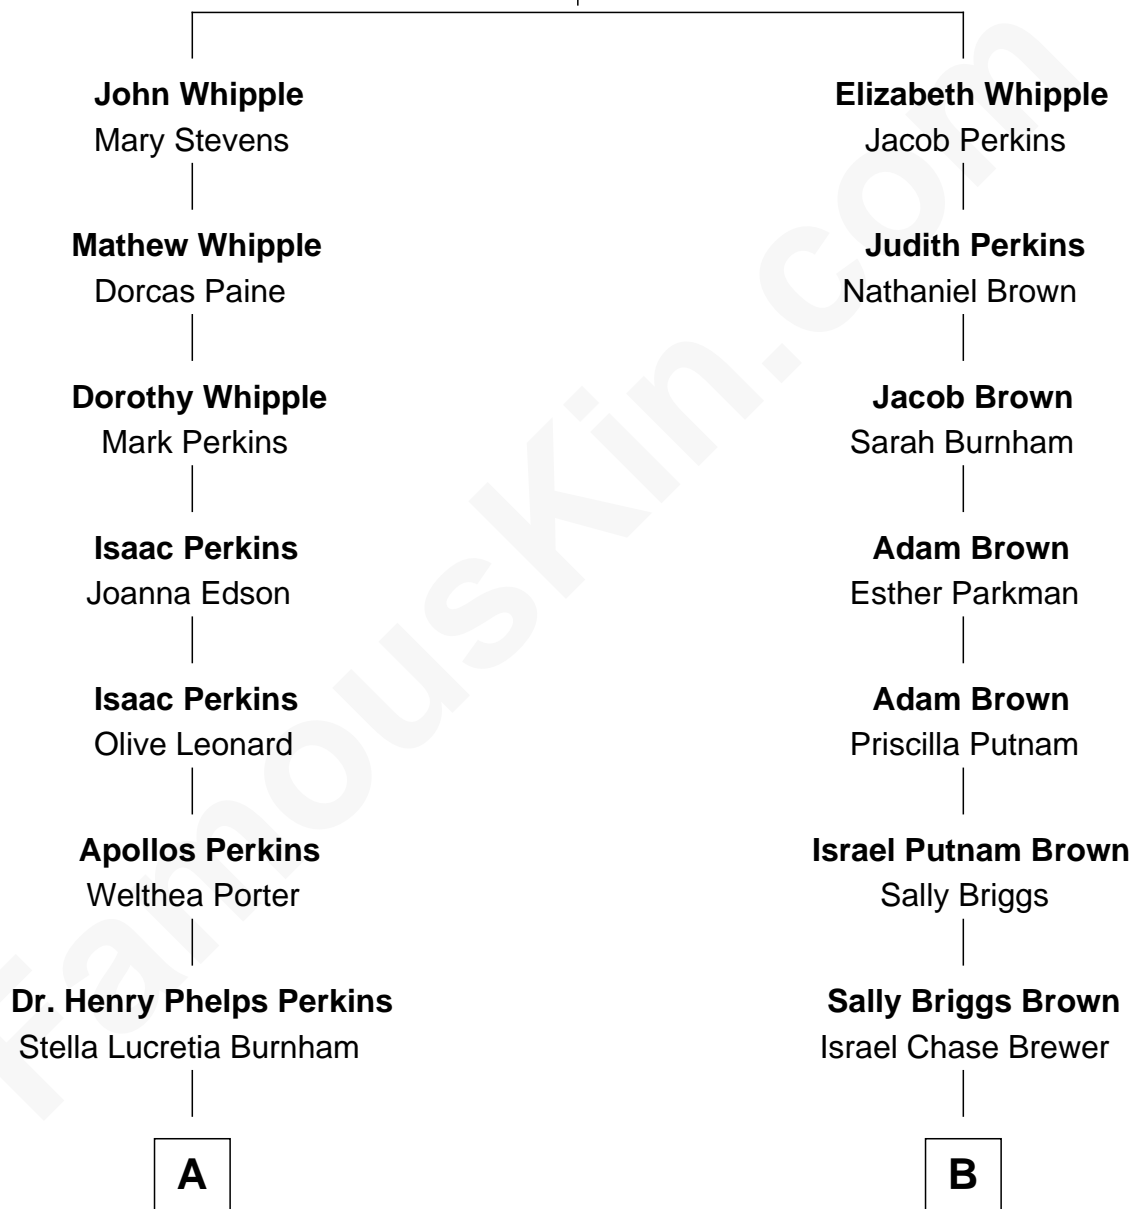 John Whipple
Mary Stevens
Mathew Whipple
Dorcas Paine
Dorothy Whipple
Mark Perkins
Isaac Perkins
Joanna Edson
Isaac Perkins
Olive Leonard
Apollos Perkins
Welthea Porter
Dr. Henry Phelps Perkins
Stella Lucretia Burnham
A
Elizabeth Whipple
Jacob Perkins
Judith Perkins
Nathaniel Brown
Jacob Brown
Sarah Burnham
Adam Brown
Esther Parkman
Adam Brown
Priscilla Putnam
Israel Putnam Brown
Sally Briggs
Sally Briggs Brown
Israel Chase Brewer
B
FamousKin.com